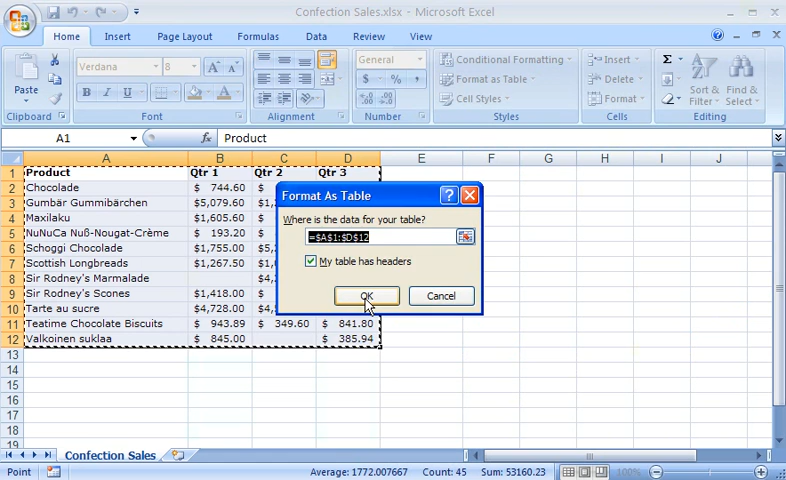 Confection Sales.xlsx - Microsoft Excel
Home Insert Page Layout Formulas Data Review View
Verdana 8 General Conditional Formatting Insert Σ
Paste B I U $ % , Format as Table Delete Sort & Filter Find & Select
Cell Styles Format
Clipboard Font Alignment Number Styles Cells Editing
A1 fx Product
A B C D E F G H I J
1 Product Qtr 1 Qtr 2 Qtr 3
2 Chocolade $ 744.60 $
3 Gumbär Gummibärchen $5,079.60
4 Maxilaku $1,605.60 $
5 NuNuCa Nuß-Nougat-Crème $ 193.20 $
6 Schoggi Chocolade $1,755.00
7 Scottish Longbreads $1,267.50
8 Sir Rodney's Marmalade
9 Sir Rodney's Scones $1,418.00 $
10 Tarte au sucre $4,728.00
11 Teatime Chocolate Biscuits $ 943.89 $ 349.60 $ 841.80
12 Valkoinen suklaa $ 845.00 $ 385.94
13
14
15
16
17
18
19
Format As Table
Where is the data for your table?
=$A$1:$D$12
My table has headers
OK Cancel
Confection Sales
Point Average: 1772.007667 Count: 45 Sum: 53160.23 100%